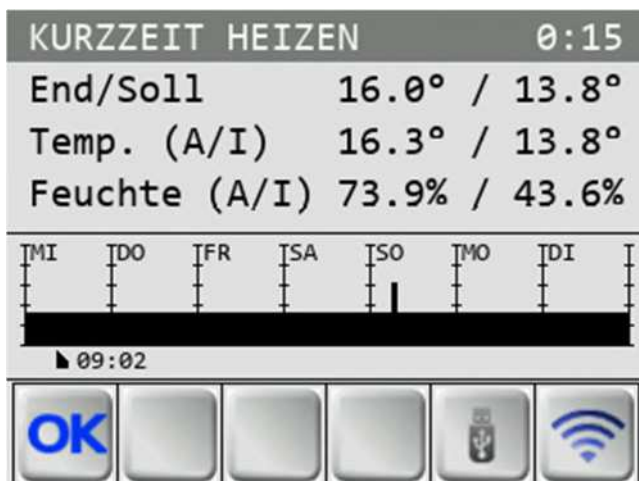 KURZZEIT HEIZEN 0:15
End/Soll 16.0° / 13.8°
Temp. (A/I) 16.3° / 13.8°
Feuchte (A/I) 73.9% / 43.6%
MI DO FR SA SO MO DI
09:02
OK